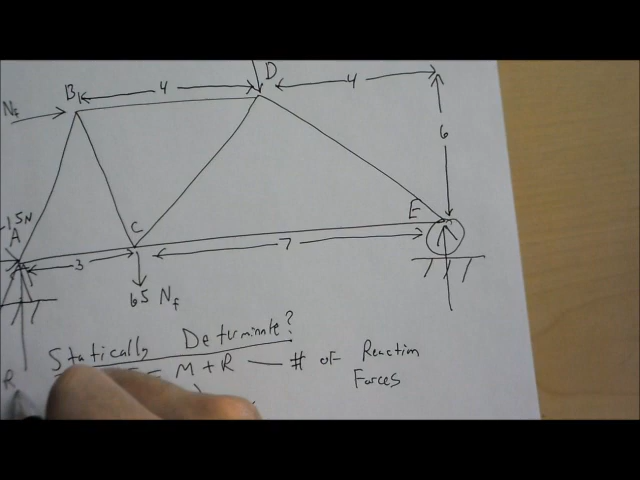 D
4
4
B
Nf
6
E
-15N
A
C
7
3
65 Nf
Statically Determinate?
= M + R — # of Reaction
Forces
R